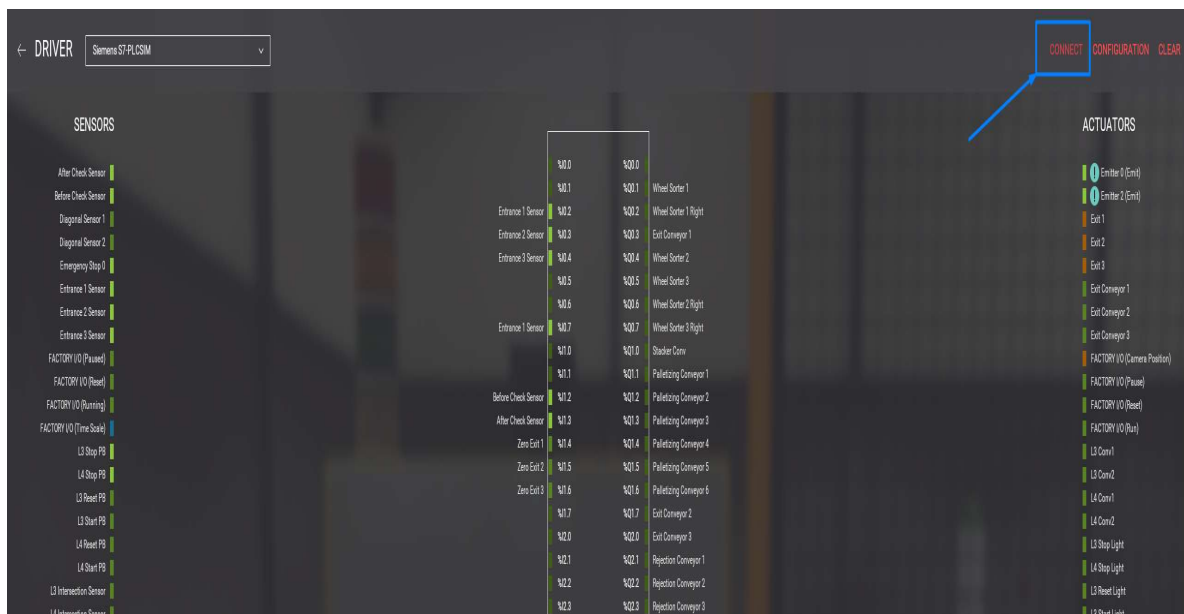 ← DRIVER Siemens S7-PLCSIM
CONNECT CONFIGURATION CLEAR
SENSORS
After Check Sensor
Before Check Sensor
Diagonal Sensor 1
Diagonal Sensor 2
Emergency Stop 0
Entrance 1 Sensor
Entrance 2 Sensor
Entrance 3 Sensor
FACTORY I/O (Paused)
FACTORY I/O (Reset)
FACTORY I/O (Running)
FACTORY I/O (Time Scale)
L3 Stop PB
L4 Stop PB
L3 Reset PB
L3 Start PB
L4 Reset PB
L4 Start PB
L3 Intersection Sensor
L4 Intersection Sensor
%I0.0 %Q0.0
%I0.1 %Q0.1 Wheel Sorter 1
Entrance 1 Sensor %I0.2 %Q0.2 Wheel Sorter 1 Right
Entrance 2 Sensor %I0.3 %Q0.3 Exit Conveyor 1
Entrance 3 Sensor %I0.4 %Q0.4 Wheel Sorter 2
%I0.5 %Q0.5 Wheel Sorter 3
%I0.6 %Q0.6 Wheel Sorter 2 Right
Entrance 1 Sensor %I0.7 %Q0.7 Wheel Sorter 3 Right
%I1.0 %Q1.0 Stacker Conv
%I1.1 %Q1.1 Palletizing Conveyor 1
Before Check Sensor %I1.2 %Q1.2 Palletizing Conveyor 2
After Check Sensor %I1.3 %Q1.3 Palletizing Conveyor 3
Zero Exit 1 %I1.4 %Q1.4 Palletizing Conveyor 4
Zero Exit 2 %I1.5 %Q1.5 Palletizing Conveyor 5
Zero Exit 3 %I1.6 %Q1.6 Palletizing Conveyor 6
%I1.7 %Q1.7 Exit Conveyor 2
%I2.0 %Q2.0 Exit Conveyor 3
%I2.1 %Q2.1 Rejection Conveyor 1
%I2.2 %Q2.2 Rejection Conveyor 2
%I2.3 %Q2.3 Rejection Conveyor 3
ACTUATORS
! Emitter 0 (Emit)
! Emitter 2 (Emit)
Exit 1
Exit 2
Exit 3
Exit Conveyor 1
Exit Conveyor 2
Exit Conveyor 3
FACTORY I/O (Camera Position)
FACTORY I/O (Pause)
FACTORY I/O (Reset)
FACTORY I/O (Run)
L3 Conv1
L3 Conv2
L4 Conv1
L4 Conv2
L3 Stop Light
L4 Stop Light
L3 Reset Light
L3 Start Light